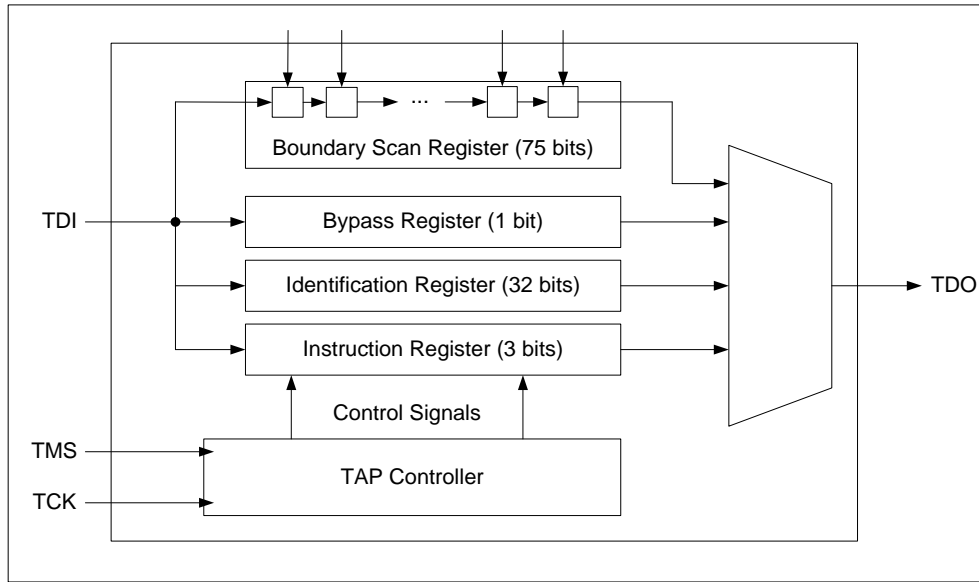 ...
Boundary Scan Register (75 bits)
TDI
Bypass Register (1 bit)
Identification Register (32 bits)
TDO
Instruction Register (3 bits)
Control Signals
TMS
TAP Controller
TCK